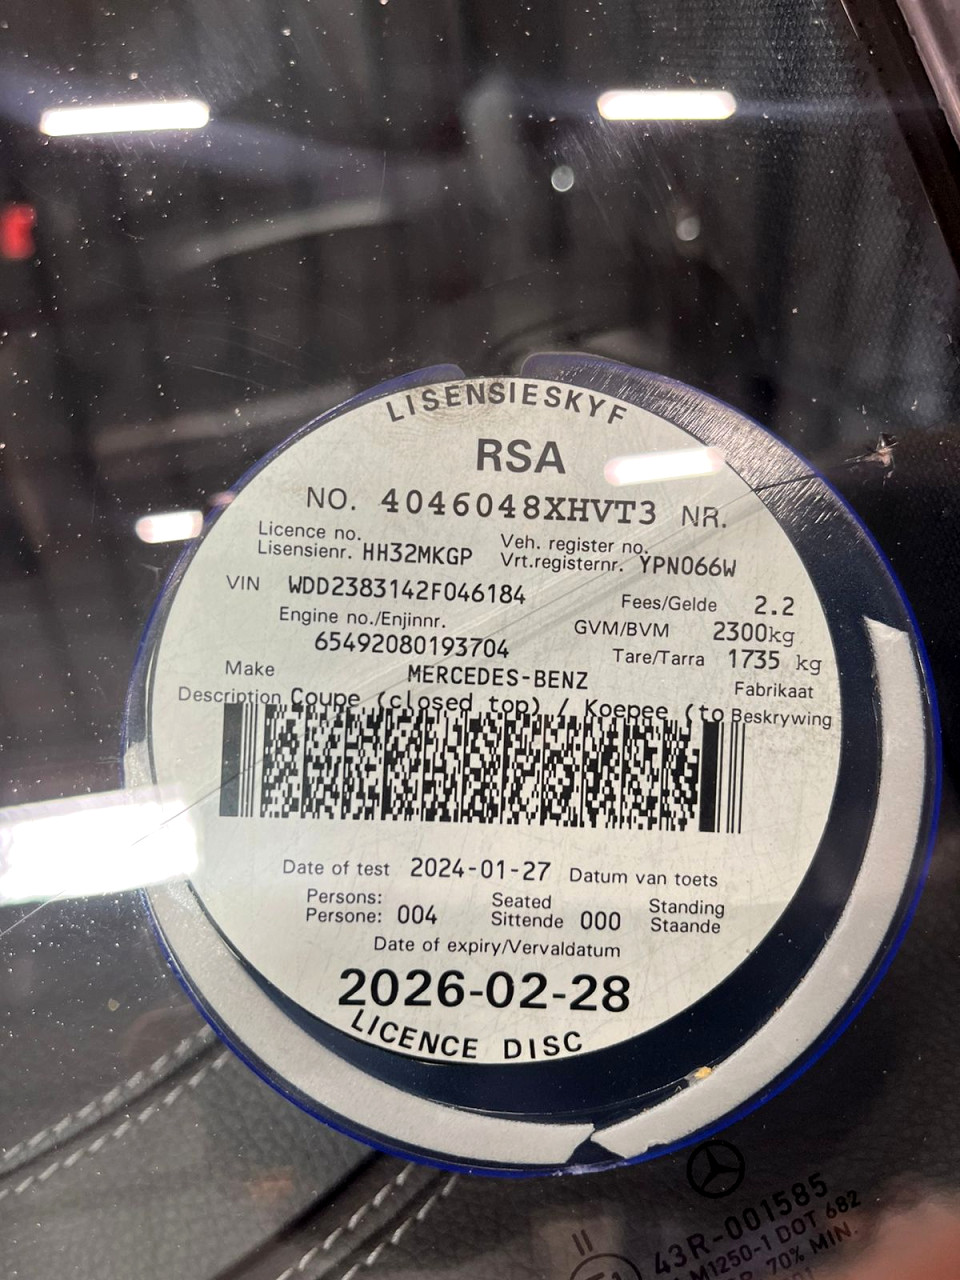 LISENSIESKYF
RSA
NO. 4046048XHVT3 NR.
Licence no. Veh. register no.
Lisensienr. HH32MKGP Vrt.registernr. YPN066W
VIN WDD2383142F046184 Fees/Gelde 2.2
Engine no./Enjinnr. GVM/BVM 2300kg
65492080193704 Tare/Tarra 1735 kg
Make MERCEDES-BENZ Fabrikaat
Description Coupe (closed top) / Koepee (to Beskrywing
Date of test 2024-01-27 Datum van toets
Persons: Seated Standing
Persone: 004 Sittende 000 Staande
Date of expiry/Vervaldatum
2026-02-28
LICENCE DISC
43R-001585
M1250-1 DOT 682
70% MIN.